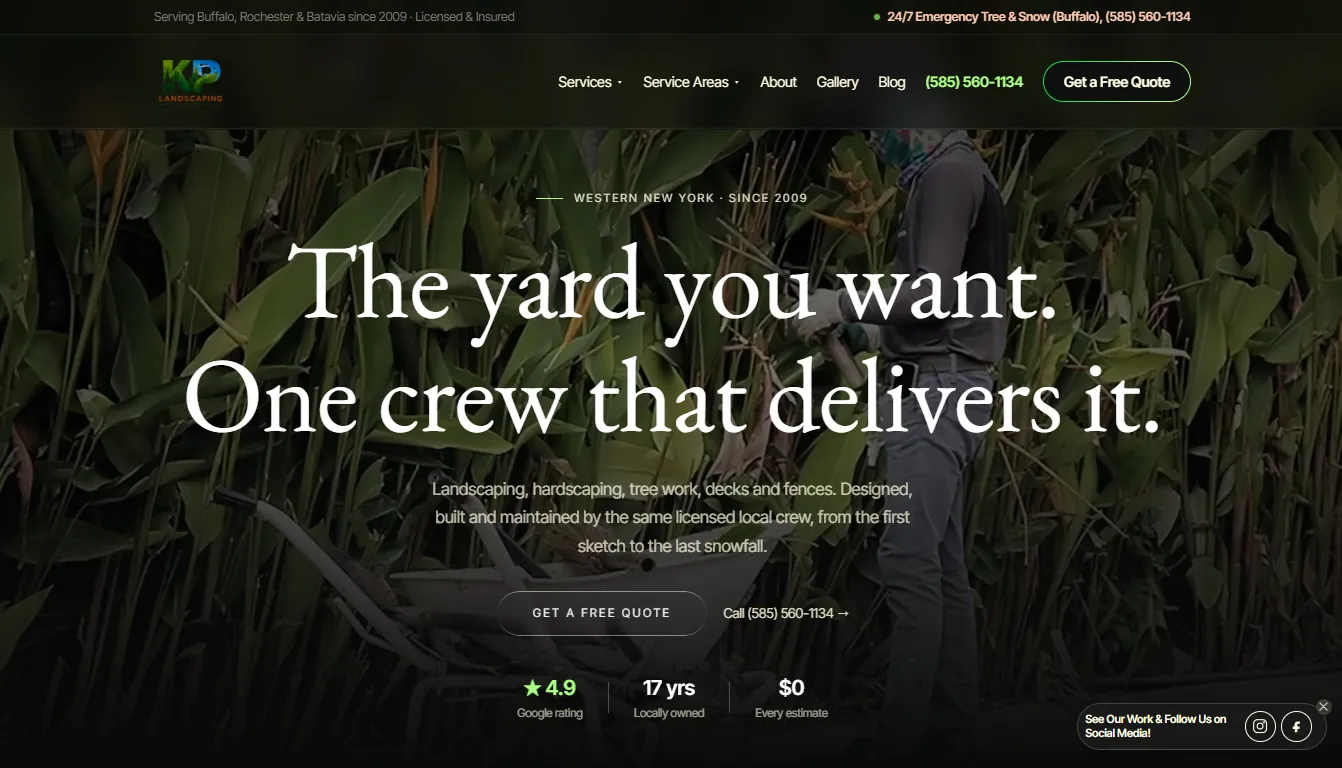 Serving Buffalo, Rochester & Batavia since 2009 · Licensed & Insured
24/7 Emergency Tree & Snow (Buffalo), (585) 560-1134
KP
LANDSCAPING
Services
Service Areas
About
Gallery
Blog
(585) 560-1134
Get a Free Quote
WESTERN NEW YORK · SINCE 2009
The yard you want.
One crew that delivers it.
Landscaping, hardscaping, tree work, decks and fences. Designed,
built and maintained by the same licensed local crew, from the first
sketch to the last snowfall.
GET A FREE QUOTE
Call (585) 560-1134 →
★ 4.9
Google rating
17 yrs
Locally owned
$0
Every estimate
See Our Work & Follow Us on
Social Media!